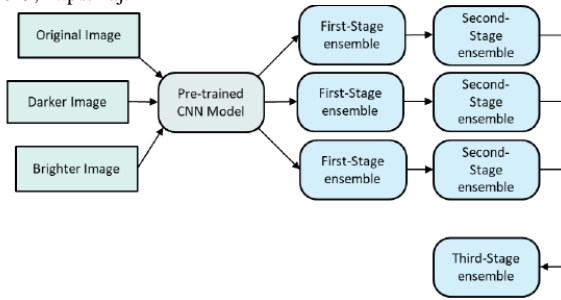 Original Image
Darker Image
Brighter Image
Pre-trained
CNN Model
First-Stage
ensemble
First-Stage
ensemble
First-Stage
ensemble
Second-
Stage
ensemble
Second-
Stage
ensemble
Second-
Stage
ensemble
Third-Stage
ensemble